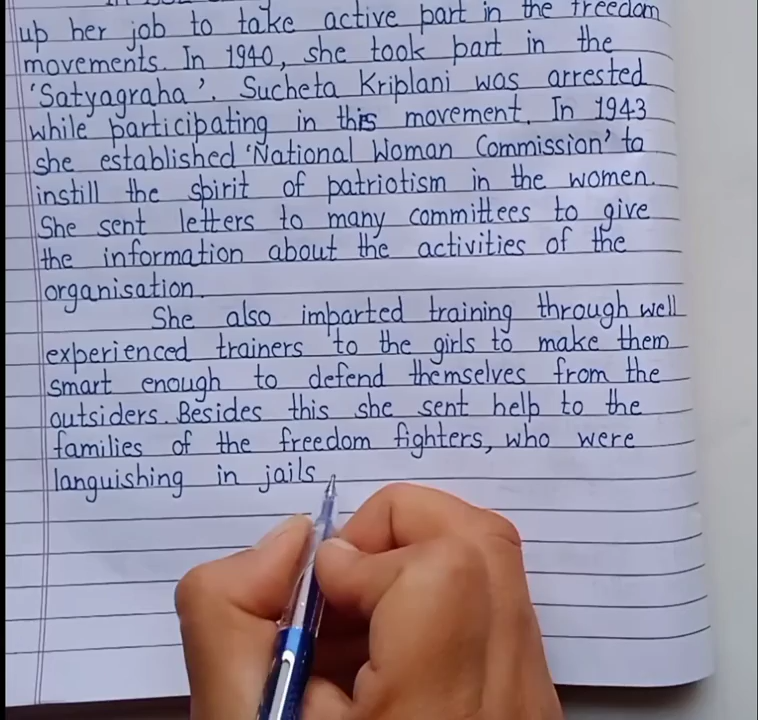 up her job to take active part in the freedom
movements. In 1940, she took part in the
'Satyagraha'. Sucheta Kriplani was arrested
while participating in this movement. In 1943
she established 'National Woman Commission' to
instill the spirit of patriotism in the women.
She sent letters to many committees to give
the information about the activities of the
organisation.
She also imparted training through well
experienced trainers to the girls to make them
smart enough to defend themselves from the
outsiders. Besides this she sent help to the
families of the freedom fighters, who were
languishing in jails